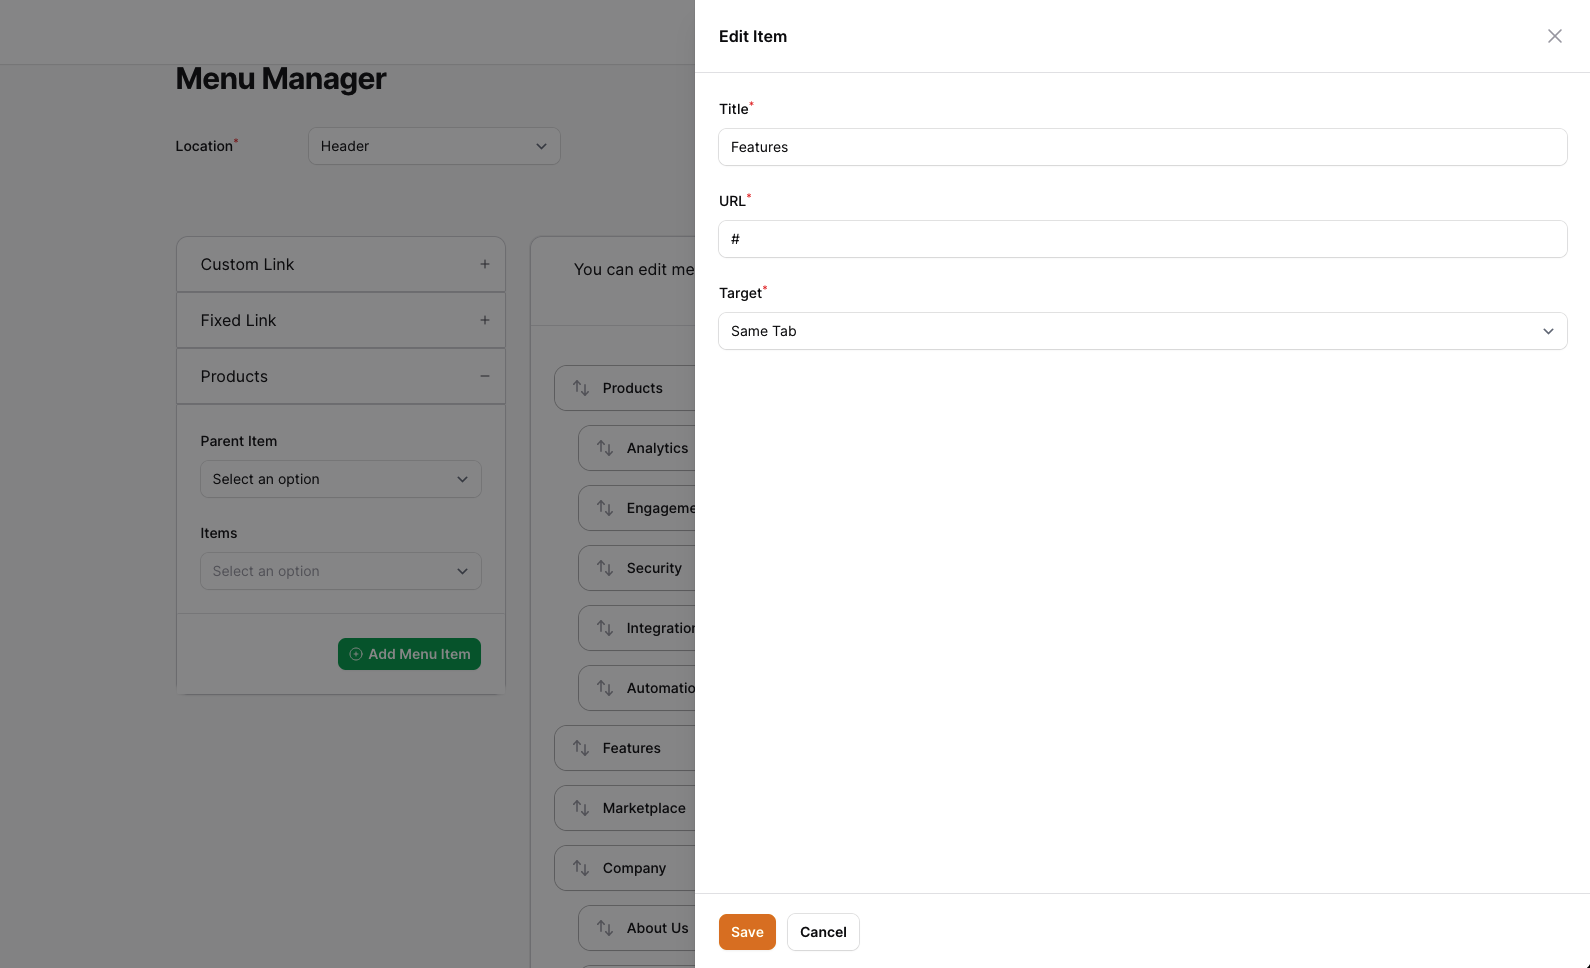 Menu Manager
Location*
Header
Custom Link
Fixed Link
Products
Parent Item
Select an option
Items
Select an option
Add Menu Item
You can edit me
Products
Analytics
Engageme
Security
Integration
Automatio
Features
Marketplace
Company
About Us
Edit Item
Title*
Features
URL*
#
Target*
Same Tab
Save
Cancel